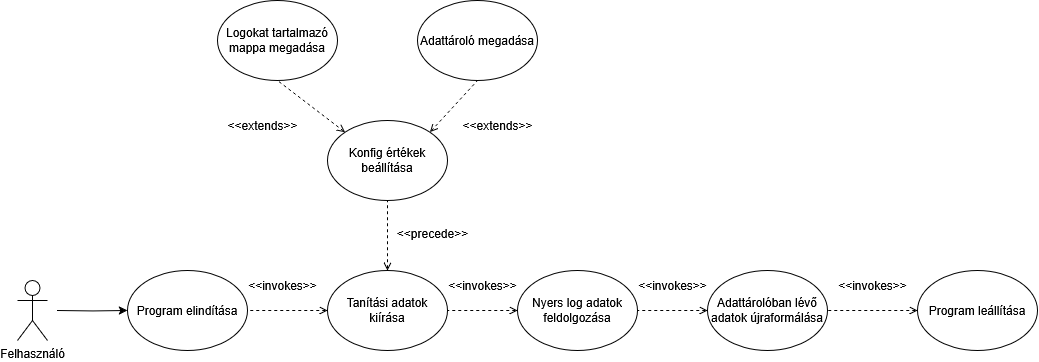 Logokat tartalmazó
mappa megadása
Adattároló megadása
<<extends>>
<<extends>>
Konfig értékek
beállítása
<<precede>>
Felhasználó
Program elindítása
<<invokes>>
Tanítási adatok
kiírása
<<invokes>>
Nyers log adatok
feldolgozása
<<invokes>>
Adattárolóban lévő
adatok újraformálása
<<invokes>>
Program leállítása